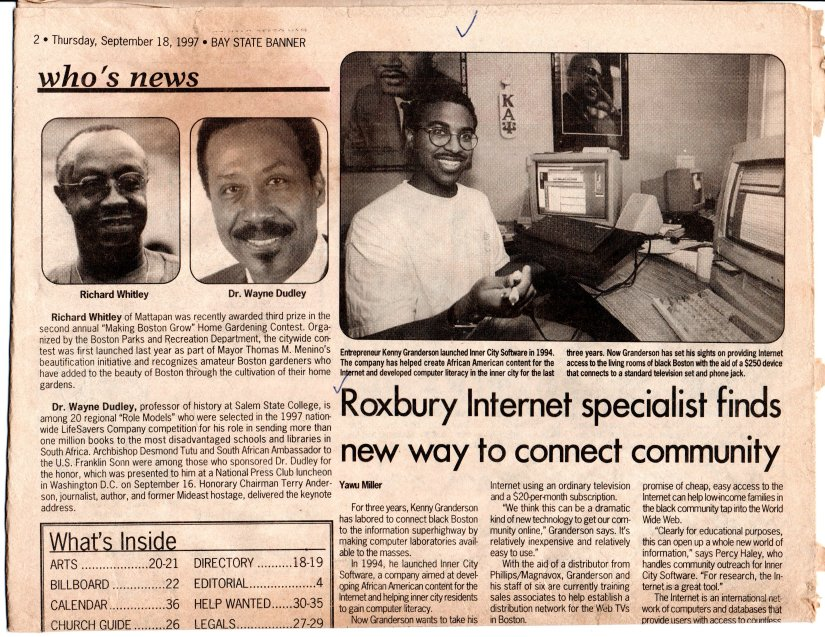 2 • Thursday, September 18, 1997 • BAY STATE BANNER
who's news
Richard Whitley
Dr. Wayne Dudley
Richard Whitley of Mattapan was recently awarded third prize in the
second annual "Making Boston Grow" Home Gardening Contest. Orga-
nized by the Boston Parks and Recreation Department, the citywide con-
test was first launched last year as part of Mayor Thomas M. Menino's
beautification initiative and recognizes amateur Boston gardeners who
have added to the beauty of Boston through the cultivation of their home
gardens.
Dr. Wayne Dudley, professor of history at Salem State College, is
among 20 regional "Role Models" who were selected in the 1997 nation-
wide LifeSavers Company competition for his role in sending more than
one million books to the most disadvantaged schools and libraries in
South Africa. Archbishop Desmond Tutu and South African Ambassador to
the U.S. Franklin Sonn were among those who sponsored Dr. Dudley for
the honor, which was presented to him at a National Press Club luncheon
in Washington D.C. on September 16. Honorary Chairman Terry Ander-
son, journalist, author, and former Mideast hostage, delivered the keynote
address.
What's Inside
ARTS ....................20-21
BILLBOARD ................22
CALENDAR .................36
CHURCH GUIDE ..........26
DIRECTORY ..........18-19
EDITORIAL ...................4
HELP WANTED.....30-35
LEGALS.................27-29
ΚΑΨ
Entrepreneur Kenny Granderson launched Inner City Software in 1994.
The company has helped create African American content for the
Internet and developed computer literacy in the inner city for the last
three years. Now Granderson has set his sights on providing Internet
access to the living rooms of black Boston with the aid of a $250 device
that connects to a standard television set and phone jack.
Roxbury Internet specialist finds
new way to connect community
Yawu Miller
For three years, Kenny Granderson
has labored to connect black Boston
to the information superhighway by
making computer laboratories avail-
able to the masses.
In 1994, he launched Inner City
Software, a company aimed at devel-
oping African American content for the
Internet and helping inner city residents
to gain computer literacy.
Now Granderson wants to take his
Internet using an ordinary television
and a $20-per-month subscription.
"We think this can be a dramatic
kind of new technology to get our com-
munity online," Granderson says. It's
relatively inexpensive and relatively
easy to use."
With the aid of a distributor from
Phillips/Magnavox, Granderson and
his staff of six are currently training
sales associates to help establish a
distribution network for the Web TVs
in Boston.
promise of cheap, easy access to the
Internet can help low-income families in
the black community tap into the World
Wide Web.
"Clearly for educational purposes,
this can open up a whole new world of
information," says Percy Haley, who
handles community outreach for Inner
City Software. "For research, the In-
ternet is a great tool."
The Internet is an international net-
work of computers and databases that
provide users with access to countless